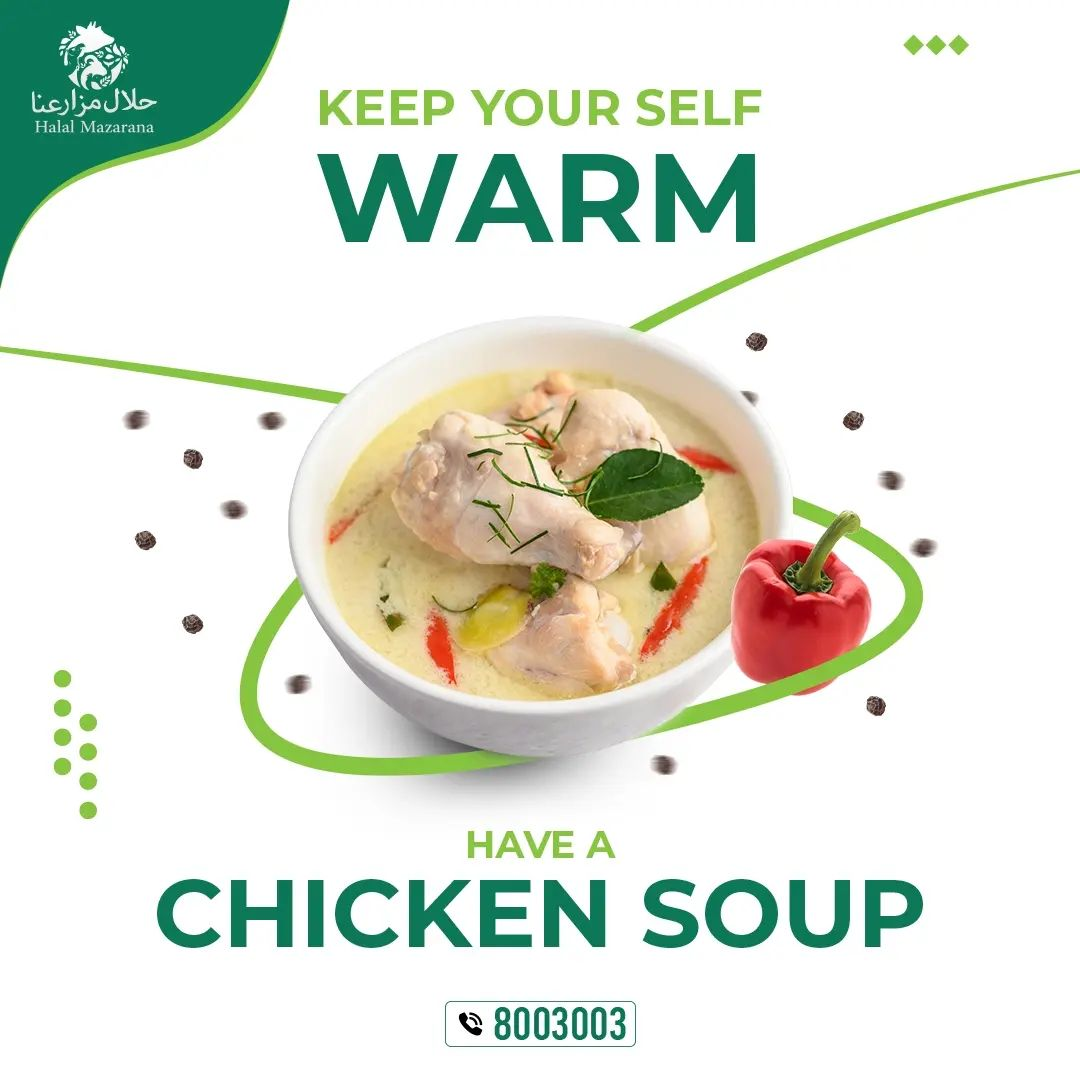 حلال مزارعنا
Halal Mazarana
KEEP YOUR SELF
WARM
HAVE A
CHICKEN SOUP
8003003